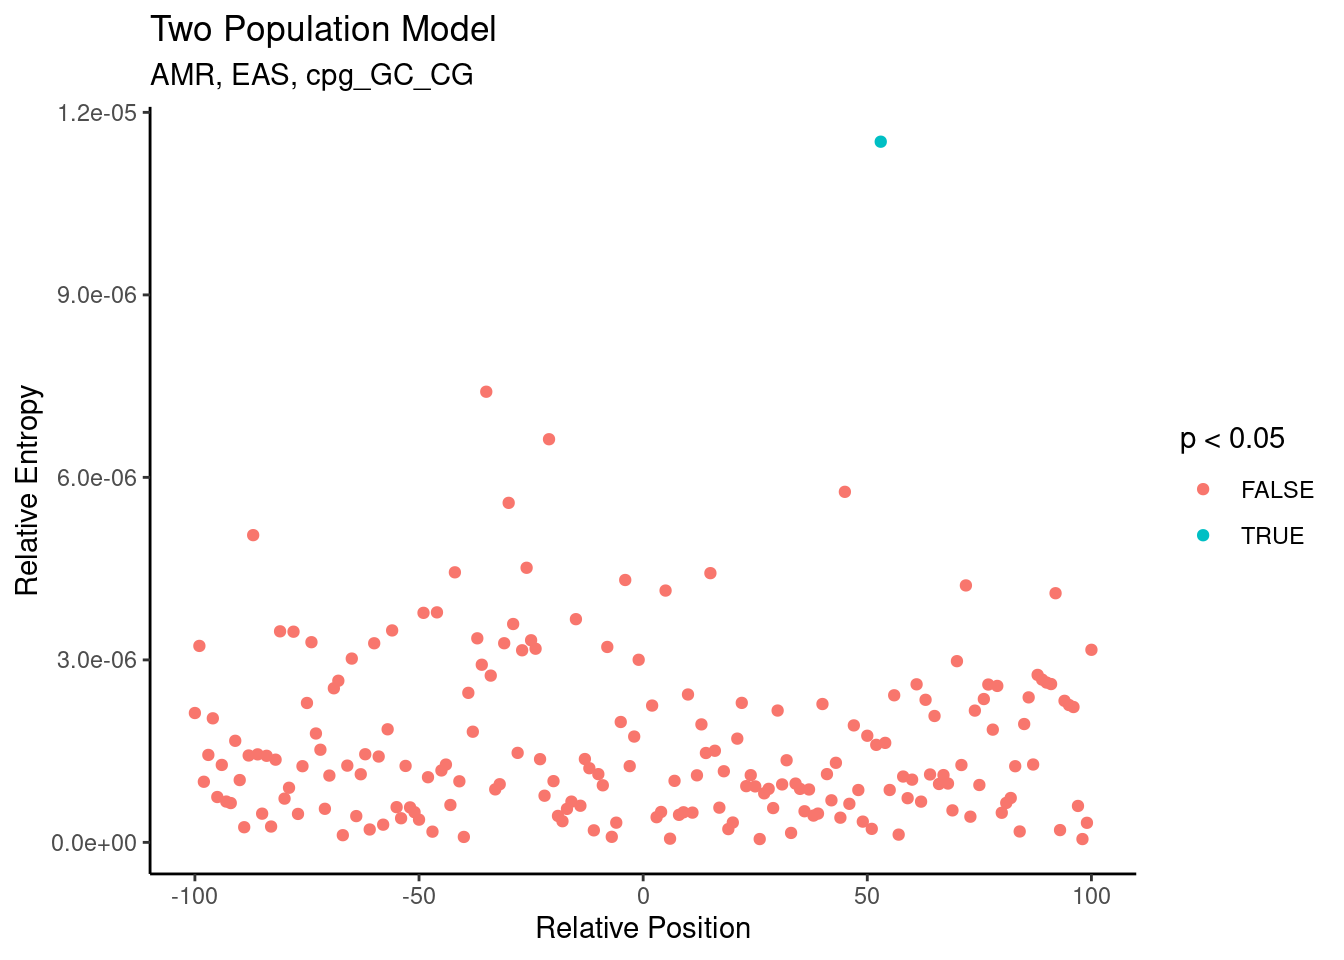 Two Population Model
AMR, EAS, cpg_GC_CG
1.2e-05
9.0e-06
6.0e-06
3.0e-06
0.0e+00
Relative Entropy
-100
-50
0
50
100
Relative Position
p < 0.05
FALSE
TRUE